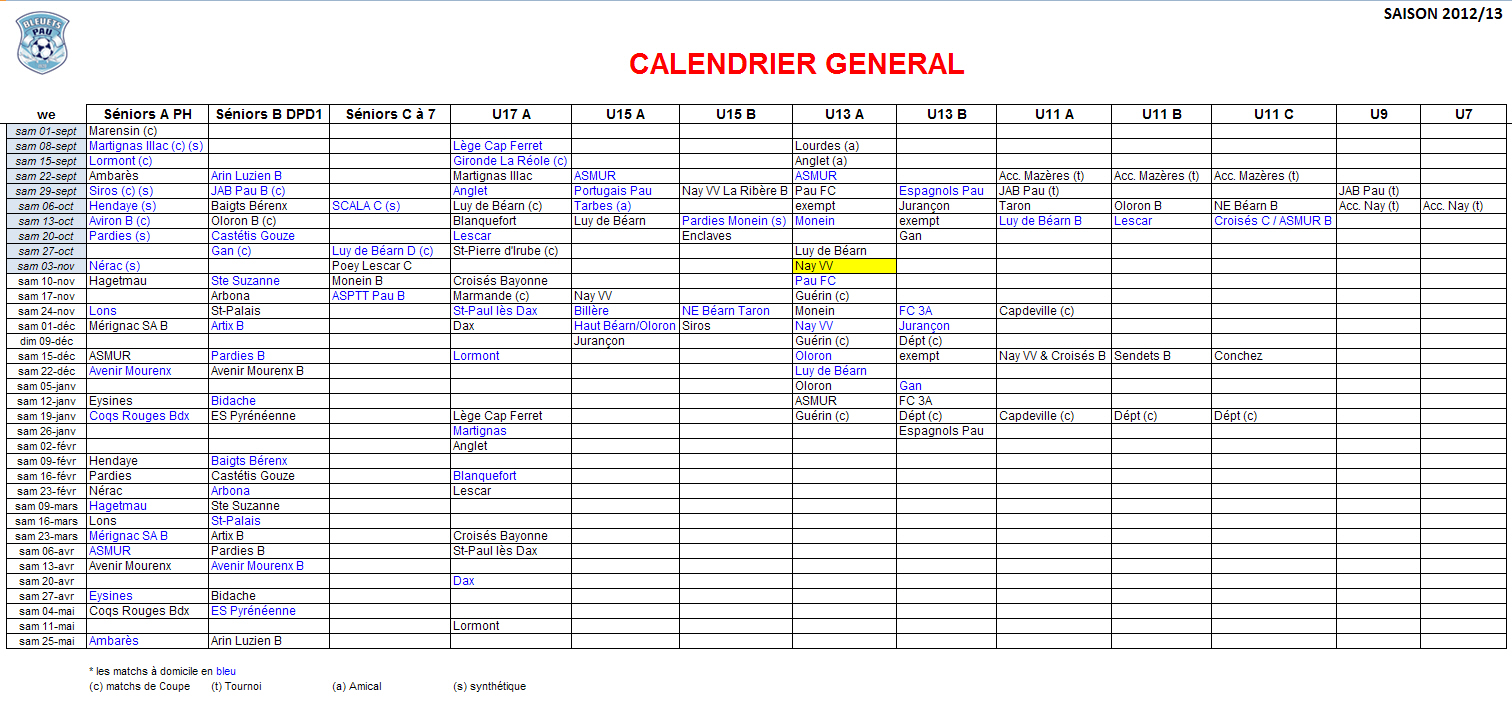 SAISON 2012/13
BLEUETS
PAU
CALENDRIER GENERAL
we Séniors A PH Séniors B DPD1 Séniors C à 7 U17 A U15 A U15 B U13 A U13 B U11 A U11 B U11 C U9 U7
sam 01-sept Marensin (c)
sam 08-sept Martignas Illac (c) (s) Lège Cap Ferret Lourdes (a)
sam 15-sept Lormont (c) Gironde La Réole (c) Anglet (a)
sam 22-sept Ambarès Arin Luzien B Martignas Illac ASMUR ASMUR Acc. Mazères (t) Acc. Mazères (t) Acc. Mazères (t)
sam 29-sept Siros (c) (s) JAB Pau B (c) Anglet Portugais Pau Nay VV La Ribère B Pau FC Espagnols Pau JAB Pau (t) JAB Pau (t)
sam 06-oct Hendaye (s) Baigts Bérenx SCALA C (s) Luy de Béarn (c) Tarbes (a) exempt Jurançon Taron Oloron B NE Béarn B Acc. Nay (t) Acc. Nay (t)
sam 13-oct Aviron B (c) Oloron B (c) Blanquefort Luy de Béarn Pardies Monein (s) Monein exempt Luy de Béarn B Lescar Croisés C / ASMUR B
sam 20-oct Pardies (s) Castétis Gouze Lescar Enclaves Gan
sam 27-oct Gan (c) Luy de Béarn D (c) St-Pierre d'Irube (c) Luy de Béarn
sam 03-nov Nérac (s) Poey Lescar C Nay VV
sam 10-nov Hagetmau Ste Suzanne Monein B Croisés Bayonne Pau FC
sam 17-nov Arbona ASPTT Pau B Marmande (c) Nay VV Guérin (c)
sam 24-nov Lons St-Palais St-Paul lès Dax Billère NE Béarn Taron Monein FC 3A Capdeville (c)
sam 01-déc Mérignac SA B Artix B Dax Haut Béarn/Oloron Siros Nay VV Jurançon
dim 09-déc Jurançon Guérin (c) Dépt (c)
sam 15-déc ASMUR Pardies B Lormont Oloron exempt Nay VV & Croisés B Sendets B Conchez
sam 22-déc Avenir Mourenx Avenir Mourenx B Luy de Béarn
sam 05-janv Oloron Gan
sam 12-janv Eysines Bidache ASMUR FC 3A
sam 19-janv Coqs Rouges Bdx ES Pyrénéenne Lège Cap Ferret Guérin (c) Dépt (c) Capdeville (c) Dépt (c) Dépt (c)
sam 26-janv Martignas Espagnols Pau
sam 02-févr Anglet
sam 09-févr Hendaye Baigts Bérenx
sam 16-févr Pardies Castétis Gouze Blanquefort
sam 23-févr Nérac Arbona Lescar
sam 09-mars Hagetmau Ste Suzanne
sam 16-mars Lons St-Palais
sam 23-mars Mérignac SA B Artix B Croisés Bayonne
sam 06-avr ASMUR Pardies B St-Paul lès Dax
sam 13-avr Avenir Mourenx Avenir Mourenx B
sam 20-avr Dax
sam 27-avr Eysines Bidache
sam 04-mai Coqs Rouges Bdx ES Pyrénéenne
sam 11-mai Lormont
sam 25-mai Ambarès Arin Luzien B
* les matchs à domicile en bleu
(c) matchs de Coupe (t) Tournoi (a) Amical (s) synthétique